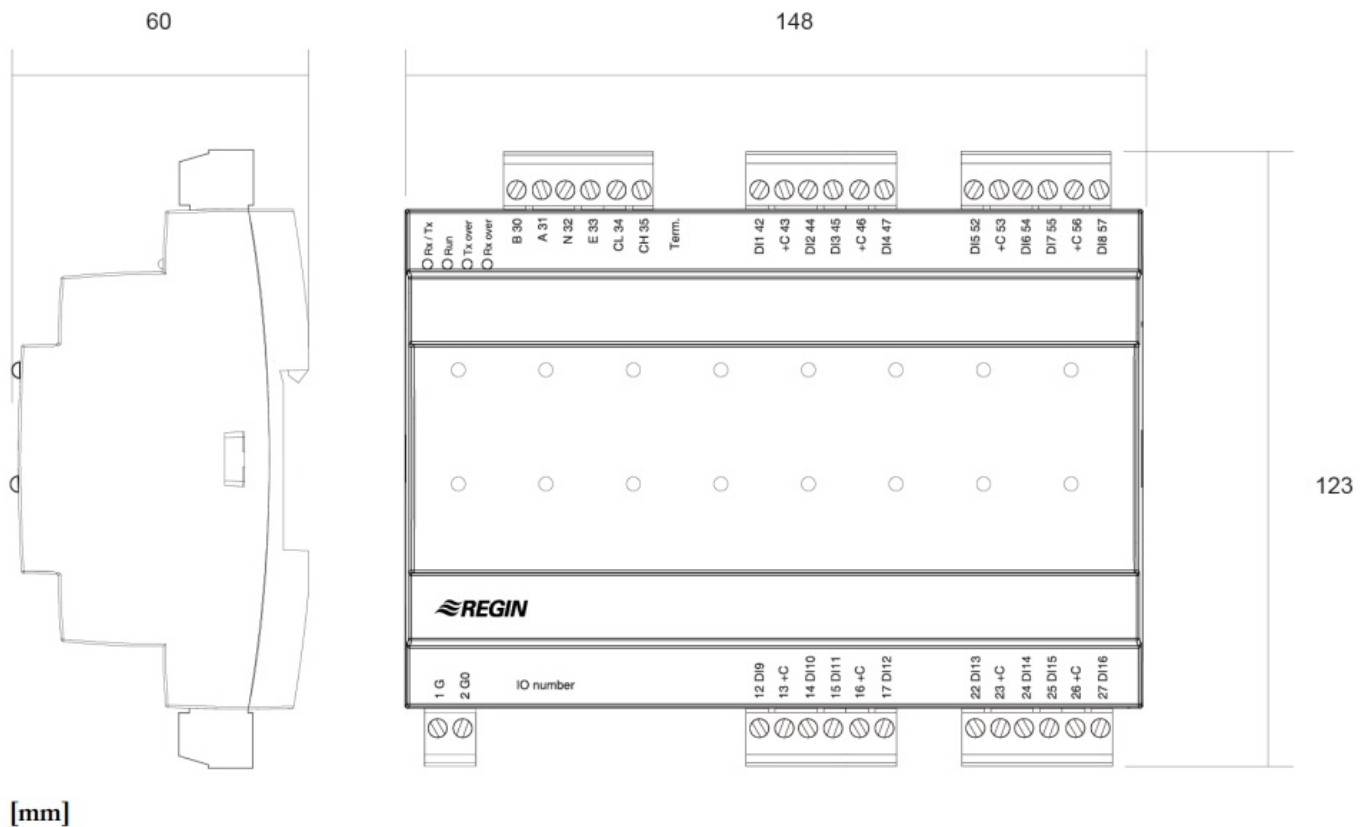 60
148
Rx / Tx
Run
Tx over
Rx over
B 30
A 31
N 32
E 33
CL 34
CH 35
Term.
DI1 42
+C 43
DI2 44
DI3 45
+C 46
DI4 47
DI5 52
+C 53
DI6 54
DI7 55
+C 56
DI8 57
123
REGIN
1 G
2 G0
IO number
12 DI9
13 +C
14 DI10
15 DI11
16 +C
17 DI12
22 DI13
23 +C
24 DI14
25 DI15
26 +C
27 DI16
[mm]